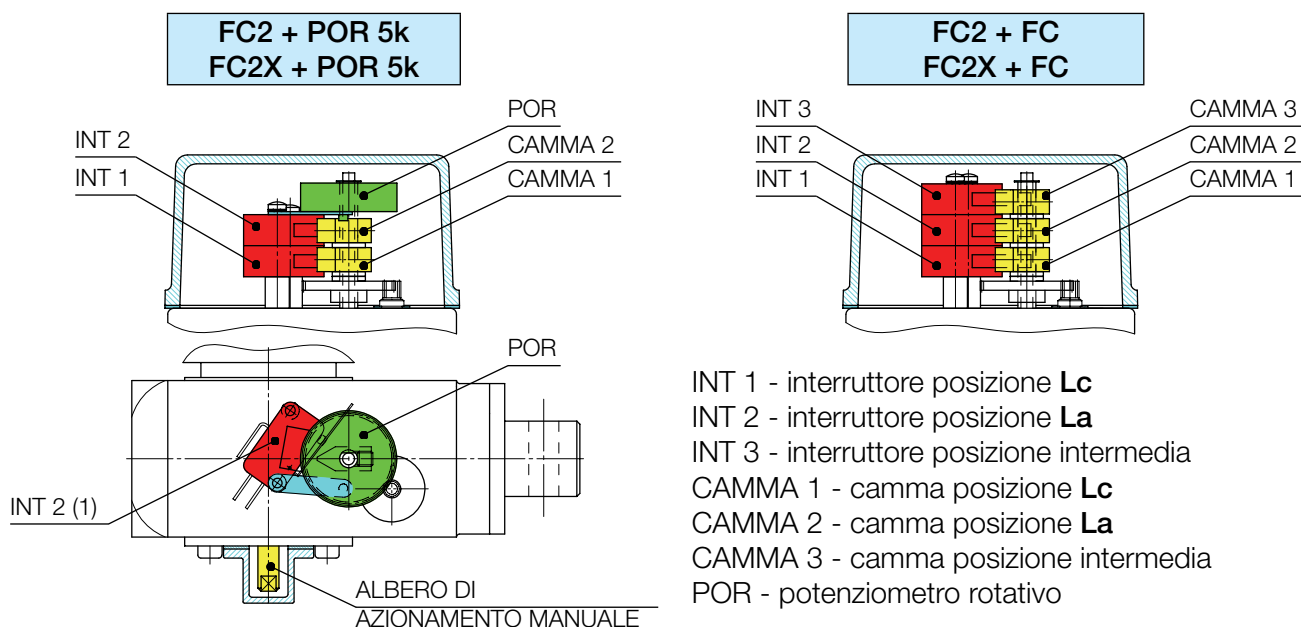 FC2 + POR 5k
FC2X + POR 5k
INT 2
INT 1
POR
CAMMA 2
CAMMA 1
POR
INT 2 (1)
ALBERO DI
AZIONAMENTO MANUALE
FC2 + FC
FC2X + FC
INT 3
INT 2
INT 1
CAMMA 3
CAMMA 2
CAMMA 1
INT 1 - interruttore posizione Lc
INT 2 - interruttore posizione La
INT 3 - interruttore posizione intermedia
CAMMA 1 - camma posizione Lc
CAMMA 2 - camma posizione La
CAMMA 3 - camma posizione intermedia
POR - potenziometro rotativo